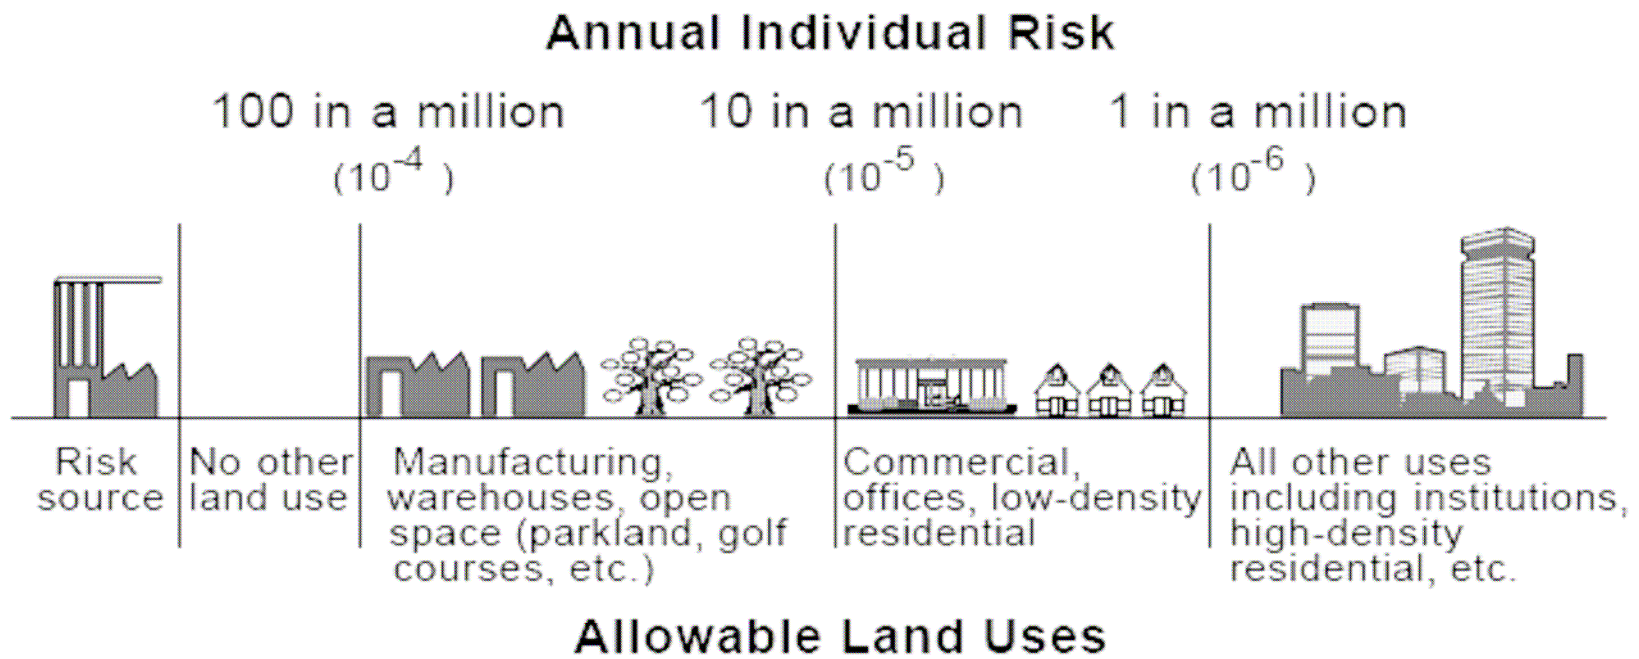 Annual Individual Risk
100 in a million
(10-4 )
10 in a million
(10-5 )
1 in a million
(10-6 )
Risk
source
No other
land use
Manufacturing,
warehouses, open
space (parkland, golf
courses, etc.)
Commercial,
offices, low-density
residential
All other uses
including institutions,
high-density
residential, etc.
Allowable Land Uses